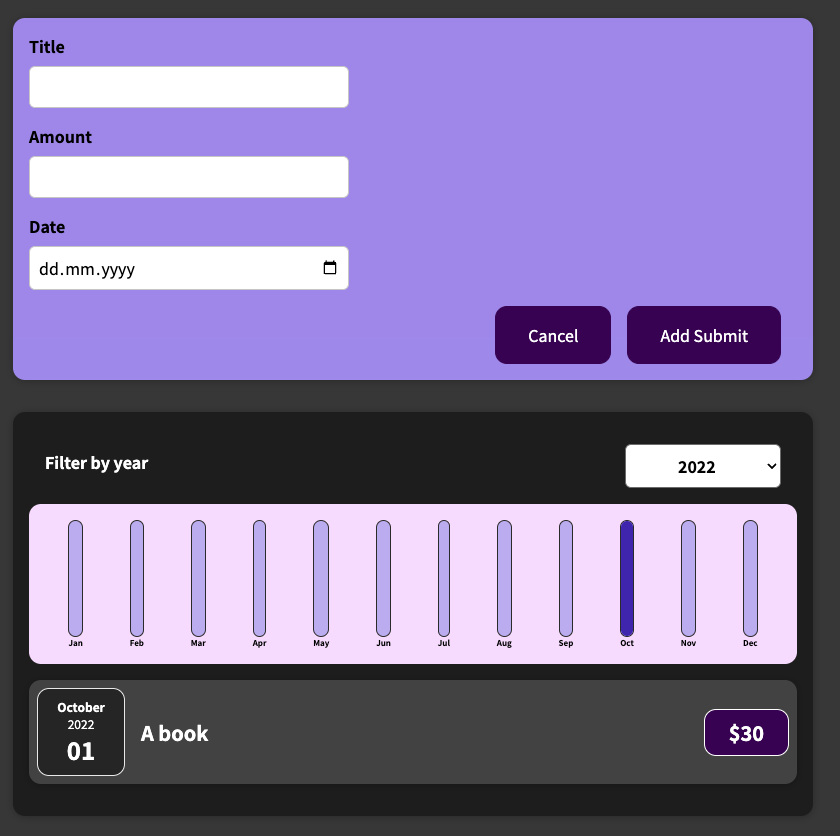 Title
Amount
Date
dd.mm.yyyy
Cancel
Add Submit
Filter by year
2022
Jan
Feb
Mar
Apr
May
Jun
Jul
Aug
Sep
Oct
Nov
Dec
October
2022
01
A book
$30